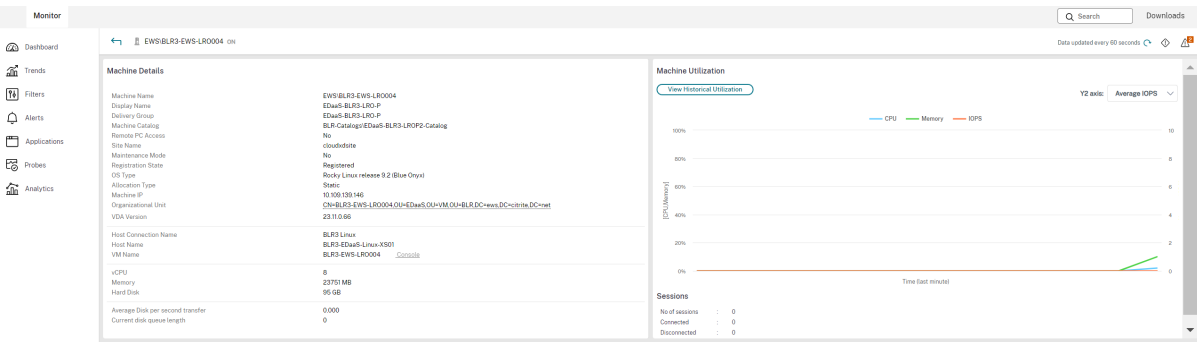 Monitor
Search
Downloads
EWS\BLR3-EWS-LRO004 ON
Data updated every 60 seconds
2
Dashboard
Trends
Filters
Alerts
Applications
Probes
Analytics
Machine Details
Machine Name EWS\BLR3-EWS-LRO004
Display Name EDaaS-BLR3-LRO-P
Delivery Group EDaaS-BLR3-LRO-P
Machine Catalog BLR-Catalogs\EDaaS-BLR3-LROP2-Catalog
Remote PC Access No
Site Name cloudxdsite
Maintenance Mode No
Registration State Registered
OS Type Rocky Linux release 9.2 (Blue Onyx)
Allocation Type Static
Machine IP 10.109.139.146
Organizational Unit CN=BLR3-EWS-LRO004,OU=EDaaS,OU=VM,OU=BLR,DC=ews,DC=citrite,DC=net
VDA Version 23.11.0.66
Host Connection Name BLR3 Linux
Host Name BLR3-EDaaS-Linux-XS01
VM Name BLR3-EWS-LRO004 Console
vCPU 8
Memory 23751 MB
Hard Disk 95 GB
Average Disk per second transfer 0.000
Current disk queue length 0
Machine Utilization
View Historical Utilization
Y2 axis: Average IOPS
CPU Memory IOPS
100% 10
80% 8
60% 6
40% 4
20% 2
0% 0
[CPU,Memory]
Time (last minute)
Sessions
No of sessions : 0
Connected : 0
Disconnected : 0